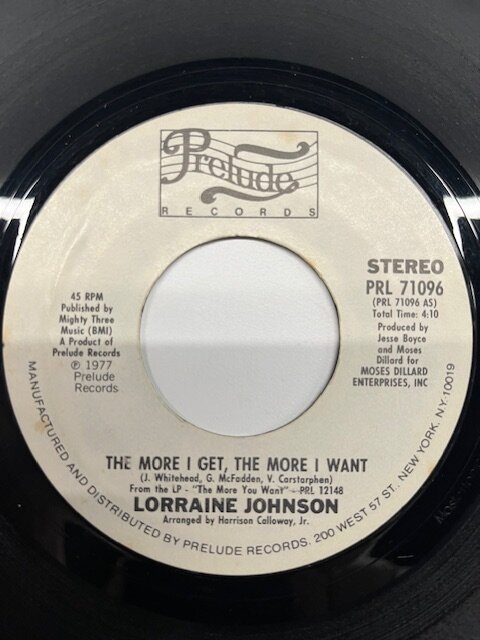 Prelude
RECORDS
STEREO
PRL 71096
(PRL 71096 AS)
Total Time: 4:10
Produced by
Jesse Boyce
and Moses
Dillard for
MOSES DILLARD
ENTERPRISES, INC
45 RPM
Published by
Mighty Three
Music (BMI)
A Product of
Prelude Records
℗ 1977
Prelude
Records
THE MORE I GET, THE MORE I WANT
(J. Whitehead, G. McFadden, V. Carstarphen)
From the LP - "The More You Want" - PRL 12148
LORRAINE JOHNSON
Arranged by Harrison Calloway, Jr.
MANUFACTURED AND DISTRIBUTED BY PRELUDE RECORDS, 200 WEST 57 ST. NEW YORK, NY 10019